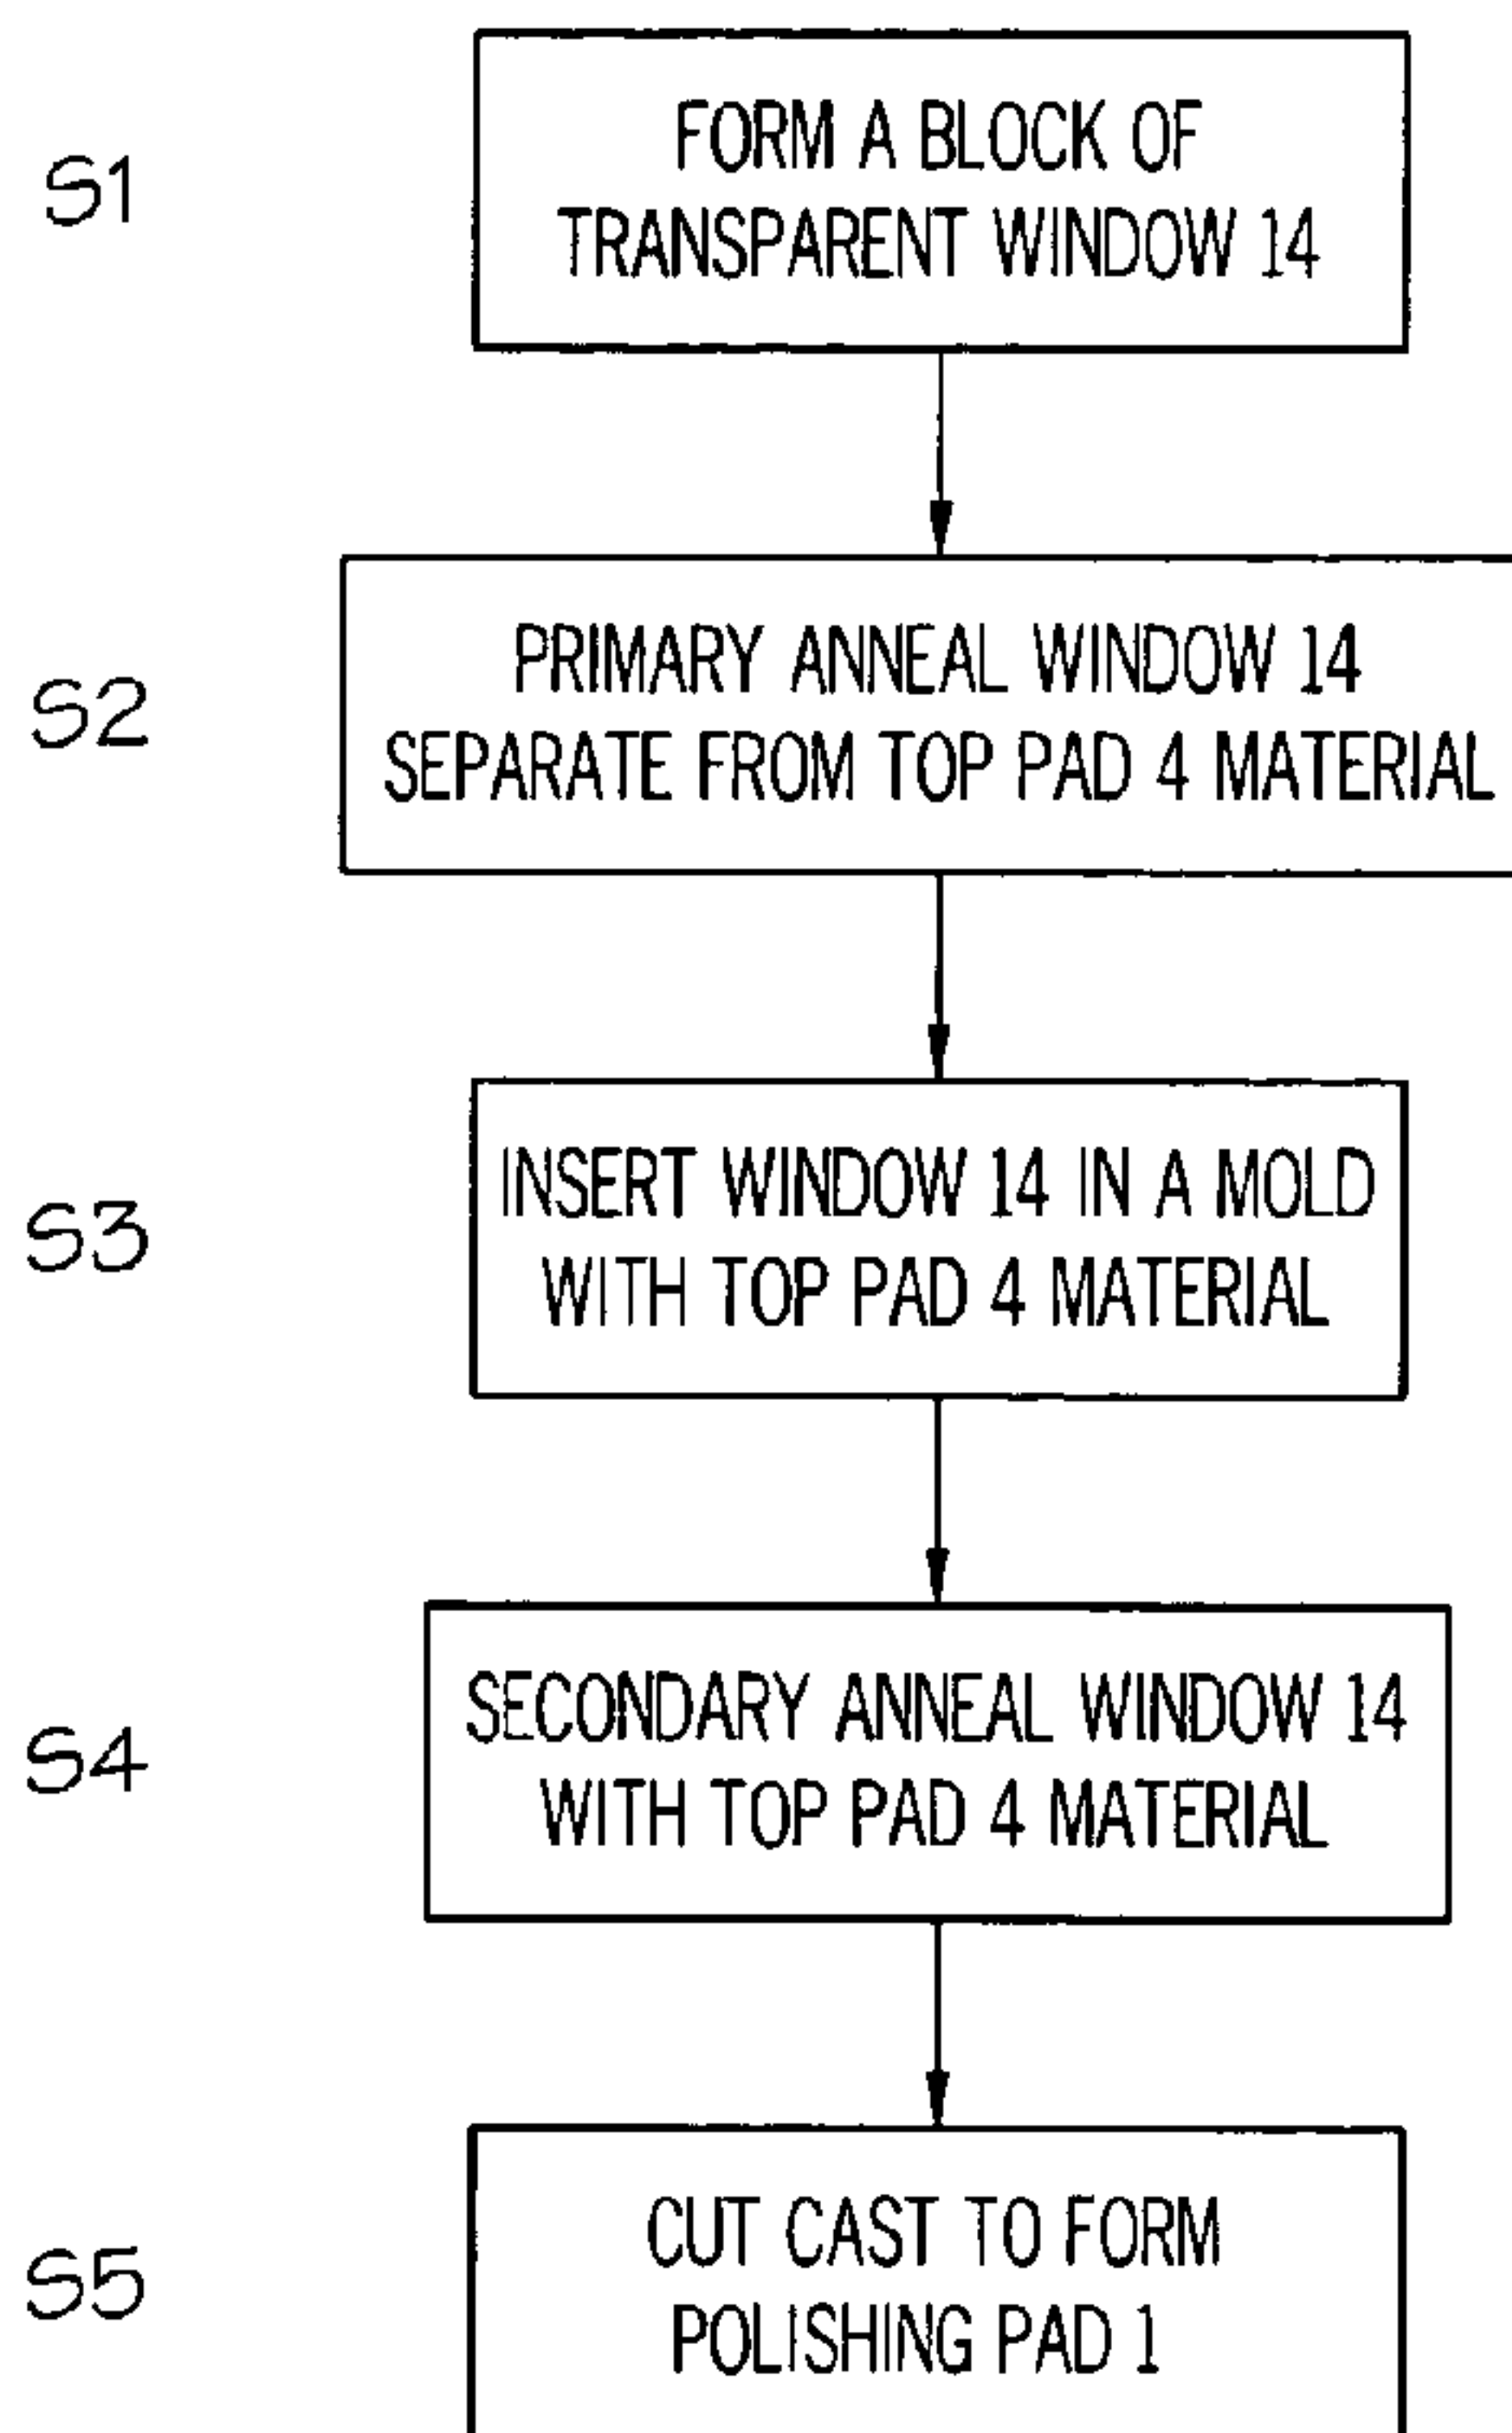 S1
FORM A BLOCK OF
TRANSPARENT WINDOW 14
S2
PRIMARY ANNEAL WINDOW 14
SEPARATE FROM TOP PAD 4 MATERIAL
S3
INSERT WINDOW 14 IN A MOLD
WITH TOP PAD 4 MATERIAL
S4
SECONDARY ANNEAL WINDOW 14
WITH TOP PAD 4 MATERIAL
S5
CUT CAST TO FORM
POLISHING PAD 1